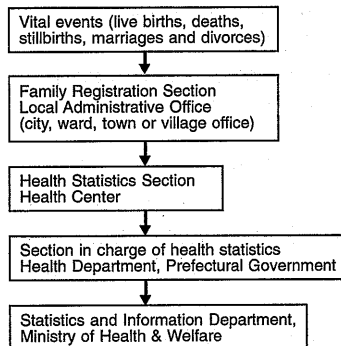 Vital events (live births, deaths,
stillbirths, marriages and divorces)
Family Registration Section
Local Administrative Office
(city, ward, town or village office)
Health Statistics Section
Health Center
Section in charge of health statistics
Health Department, Prefectural Government
Statistics and Information Department,
Ministry of Health & Welfare